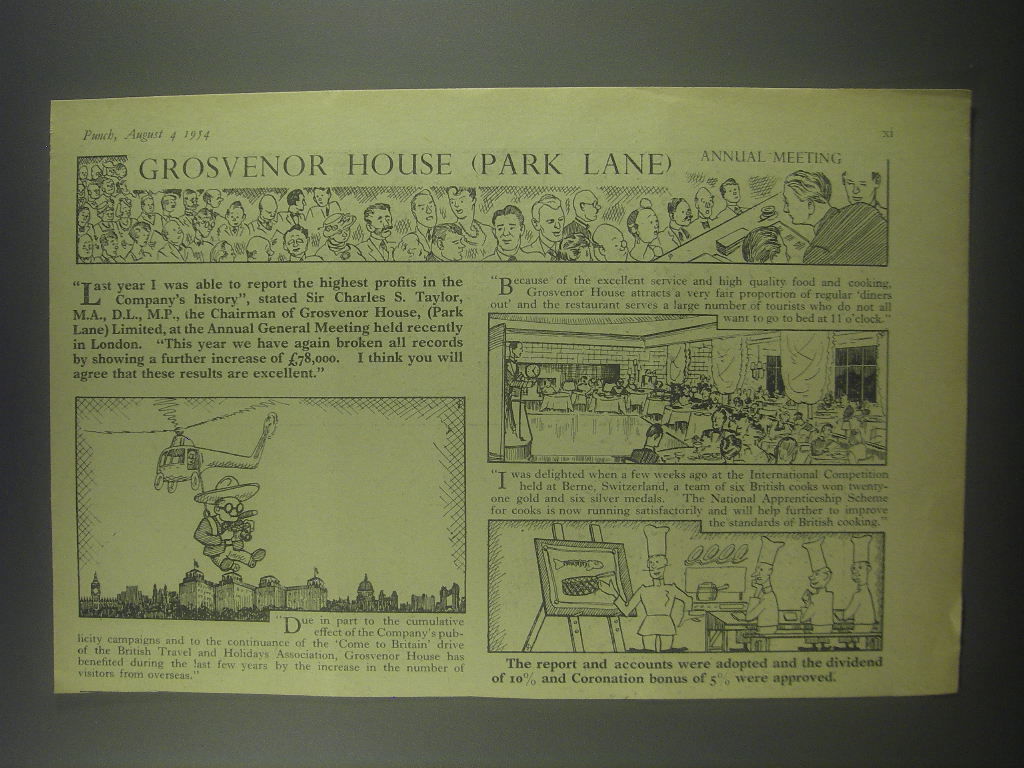 Punch, August 4 1954
xi
GROSVENOR HOUSE (PARK LANE)
ANNUAL MEETING
"Last year I was able to report the highest profits in the
Company's history", stated Sir Charles S. Taylor,
M.A., D.L., M.P., the Chairman of Grosvenor House, (Park
Lane) Limited, at the Annual General Meeting held recently
in London. "This year we have again broken all records
by showing a further increase of £78,000. I think you will
agree that these results are excellent."
"Due in part to the cumulative
effect of the Company's pub-
licity campaigns and to the continuance of the 'Come to Britain' drive
of the British Travel and Holidays Association, Grosvenor House has
benefited during the last few years by the increase in the number of
visitors from overseas."
"Because of the excellent service and high quality food and cooking,
Grosvenor House attracts a very fair proportion of regular 'diners
out' and the restaurant serves a large number of tourists who do not all
want to go to bed at 11 o'clock."
"I was delighted when a few weeks ago at the International Competition
held at Berne, Switzerland, a team of six British cooks won twenty-
one gold and six silver medals. The National Apprenticeship Scheme
for cooks is now running satisfactorily and will help further to improve
the standards of British cooking."
The report and accounts were adopted and the dividend
of 10% and Coronation bonus of 5% were approved.